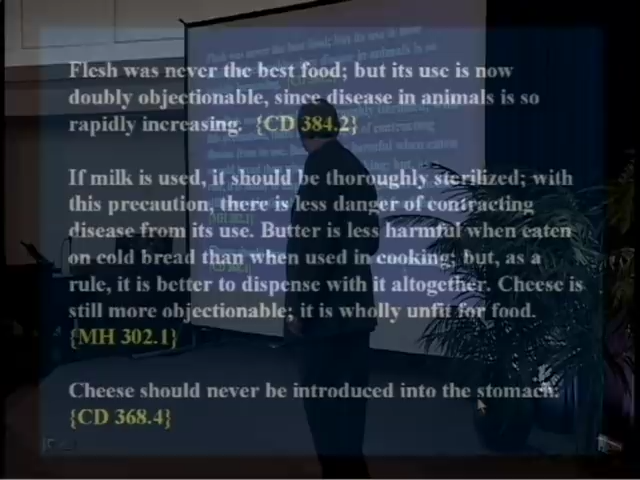 Flesh was never the best food; but its use is now
doubly objectionable, since disease in animals is so
rapidly increasing. {CD 384.2}
If milk is used, it should be thoroughly sterilized; with
this precaution, there is less danger of contracting
disease from its use. Butter is less harmful when eaten
on cold bread than when used in cooking; but, as a
rule, it is better to dispense with it altogether. Cheese is
still more objectionable; it is wholly unfit for food.
{MH 302.1}
Cheese should never be introduced into the stomach.
{CD 368.4}